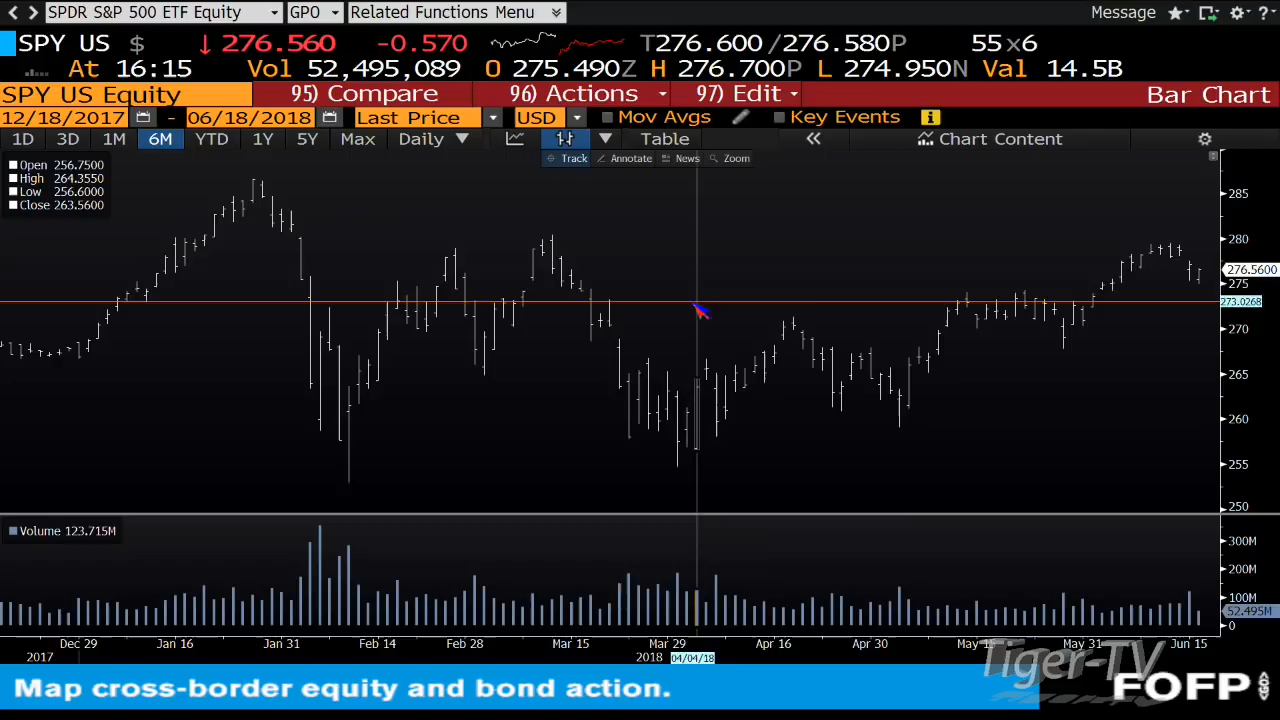 SPDR S&P 500 ETF Equity GPO Related Functions Menu Message
SPY US $ ↓ 276.560 -0.570 T276.600 /276.580P 55x6
At 16:15 Vol 52,495,089 O 275.490Z H 276.700P L 274.950N Val 14.5B
SPY US Equity 95) Compare 96) Actions 97) Edit Bar Chart
12/18/2017 - 06/18/2018 Last Price USD Mov Avgs Key Events
1D 3D 1M 6M YTD 1Y 5Y Max Daily Table « Chart Content
Track Annotate News Zoom
Open 256.7500
High 264.3550
Low 256.6000
Close 263.5600
285
280
276.5600
275
273.0268
270
265
260
255
250
Volume 123.715M
300M
200M
100M
52.495M
0
Dec 29 Jan 16 Jan 31 Feb 14 Feb 28 Mar 15 Mar 29 Apr 16 Apr 30 May 15 May 31 Jun 15
2017 2018 04/04/18
Tiger-TV
Map cross-border equity and bond action. FOFP <GO>